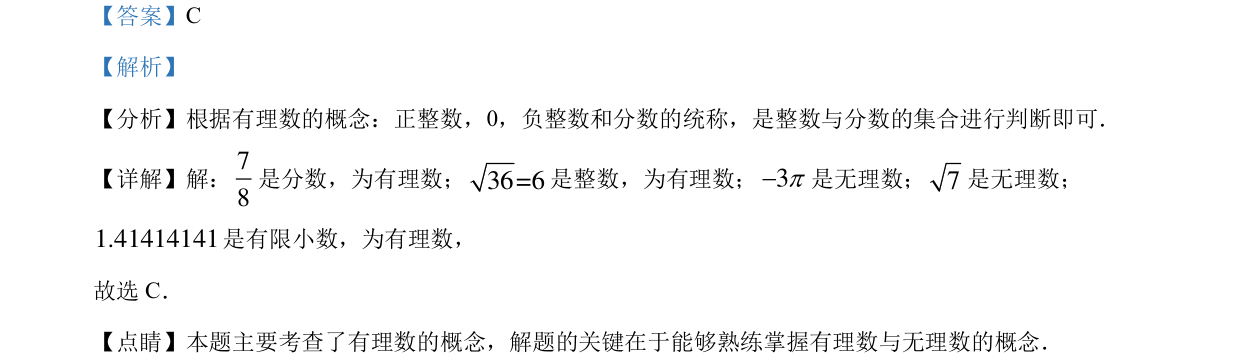 【答案】C
【解析】
【分析】根据有理数的概念：正整数，0，负整数和分数的统称，是整数与分数的集合进行判断即可．
【详解】解：7/8 是分数，为有理数；√36=6 是整数，为有理数；−3π 是无理数；√7 是无理数；
1.41414141是有限小数，为有理数，
故选 C．
【点睛】本题主要考查了有理数的概念，解题的关键在于能够熟练掌握有理数与无理数的概念．